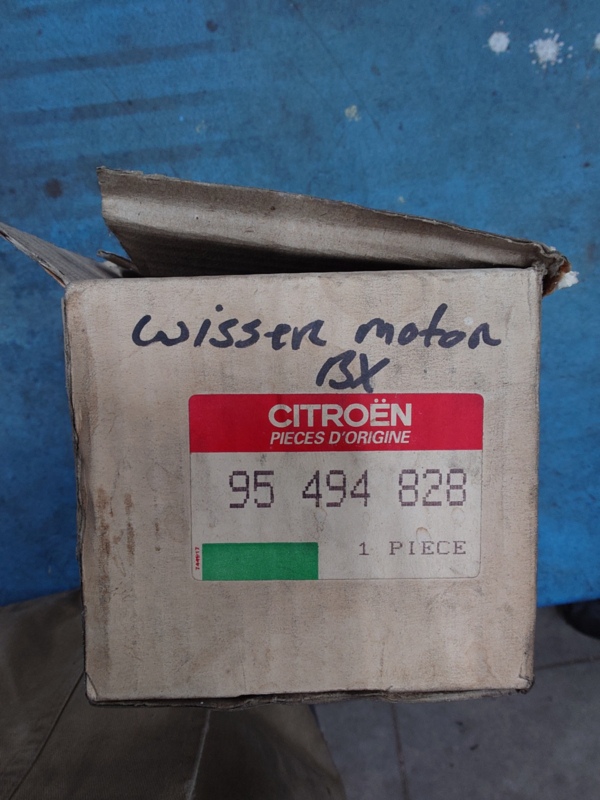 wisser motor
BX
CITROËN
PIECES D'ORIGINE
95 494 828
1 PIECE